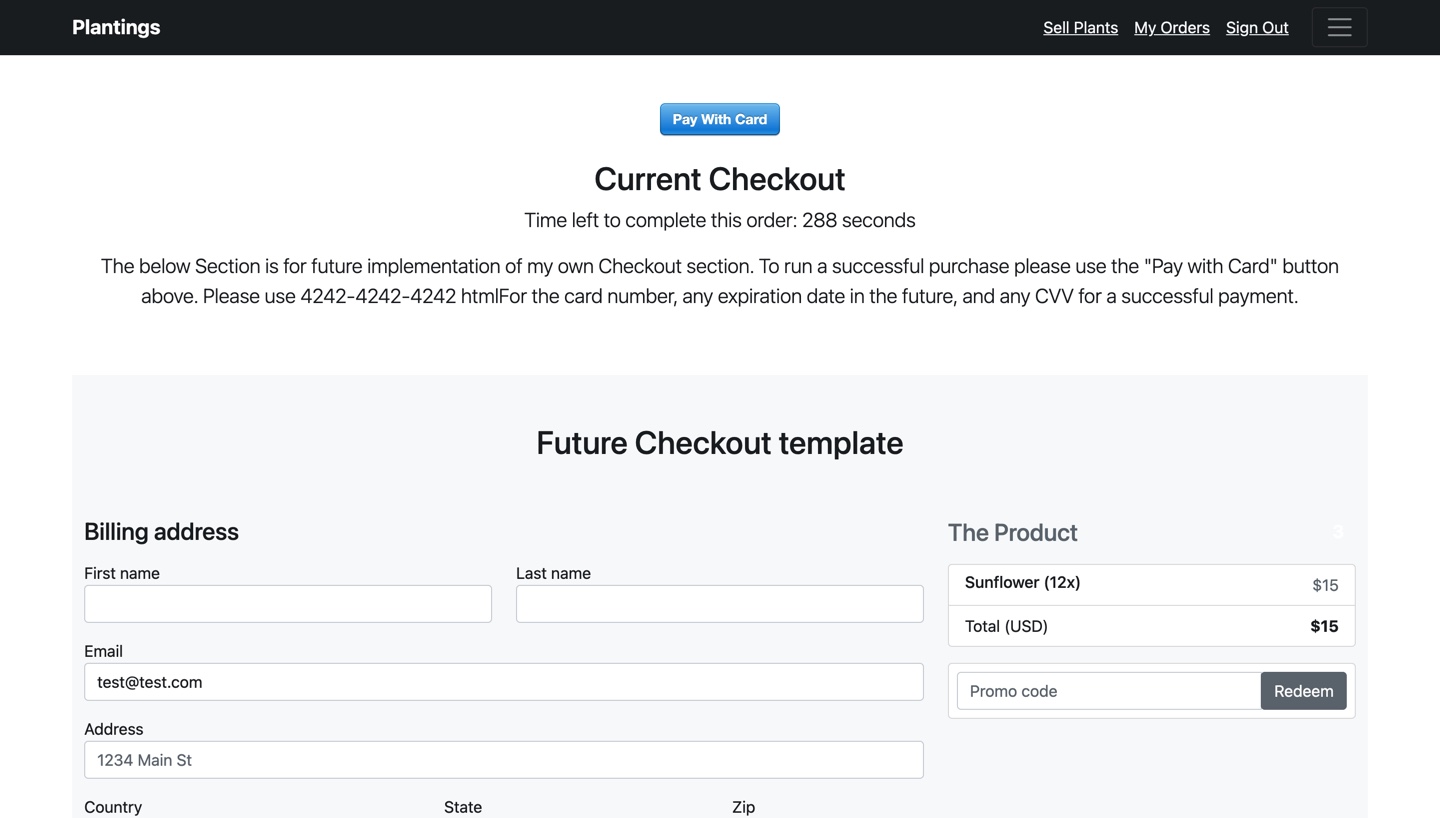 Plantings
Sell Plants My Orders Sign Out
Pay With Card
Current Checkout
Time left to complete this order: 288 seconds
The below Section is for future implementation of my own Checkout section. To run a successful purchase please use the "Pay with Card" button
above. Please use 4242-4242-4242 htmlFor the card number, any expiration date in the future, and any CVV for a successful payment.
Future Checkout template
Billing address
The Product 3
First name Last name
Sunflower (12x) $15
Total (USD) $15
Email
test@test.com
Promo code Redeem
Address
1234 Main St
Country State Zip